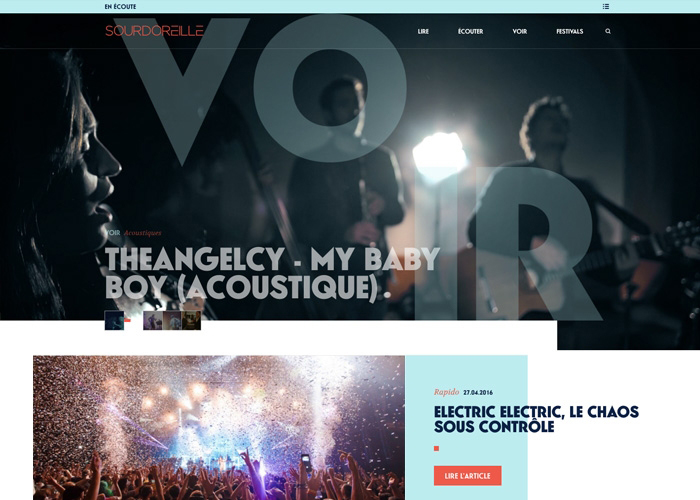 EN ÉCOUTE
SOURDOREILLE
LIRE ÉCOUTER VOIR FESTIVALS
VOIR
VOIR Acoustiques
THEANGELCY - MY BABY
BOY (ACOUSTIQUE) .
Rapido 27.04.2016
ELECTRIC ELECTRIC, LE CHAOS
SOUS CONTRÔLE
LIRE L'ARTICLE